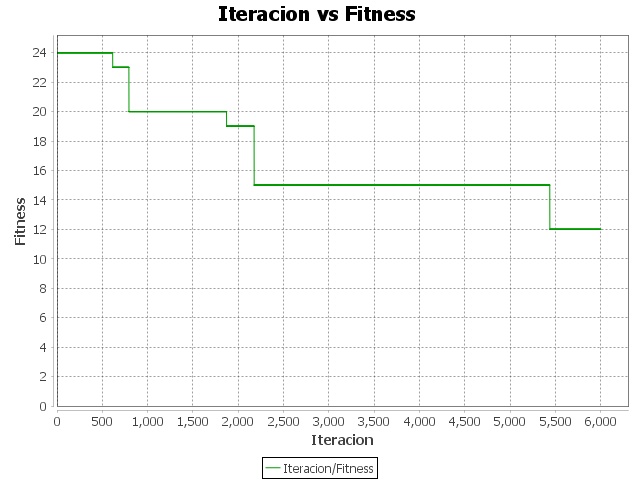 Iteracion vs Fitness
24
22
20
18
16
14
12
10
8
6
4
2
0
Fitness
0 500 1,000 1,500 2,000 2,500 3,000 3,500 4,000 4,500 5,000 5,500 6,000
Iteracion
Iteracion/Fitness